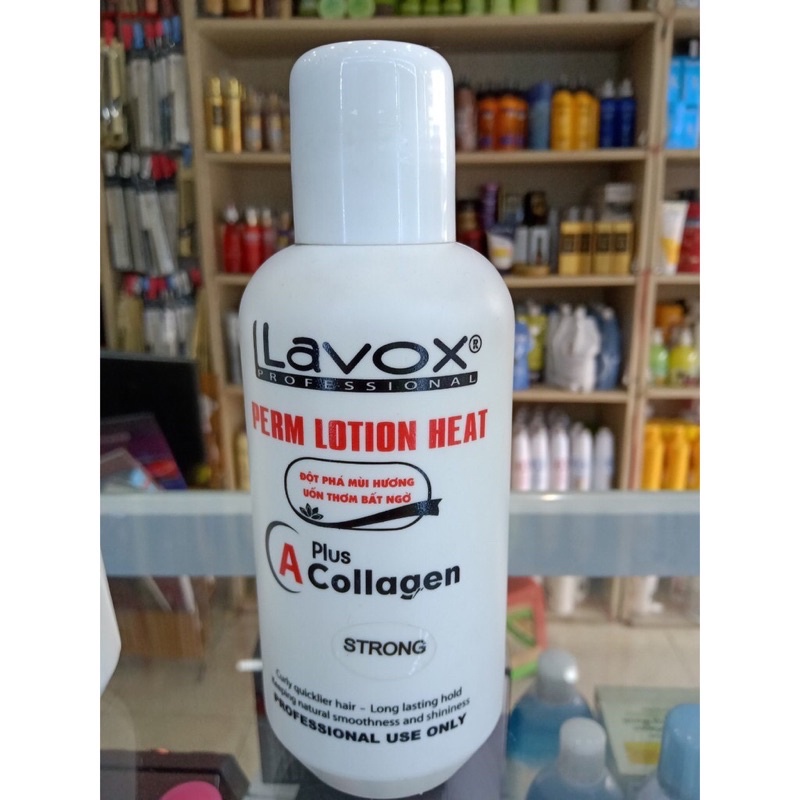 Lavox®
PROFESSIONAL
PERM LOTION HEAT
ĐỘT PHÁ MÙI HƯƠNG
UỐN THƠM BẤT NGỜ
A Plus
Collagen
STRONG
Curly quicklier hair - Long lasting hold
Keeping natural smoothness and shininess
PROFESSIONAL USE ONLY